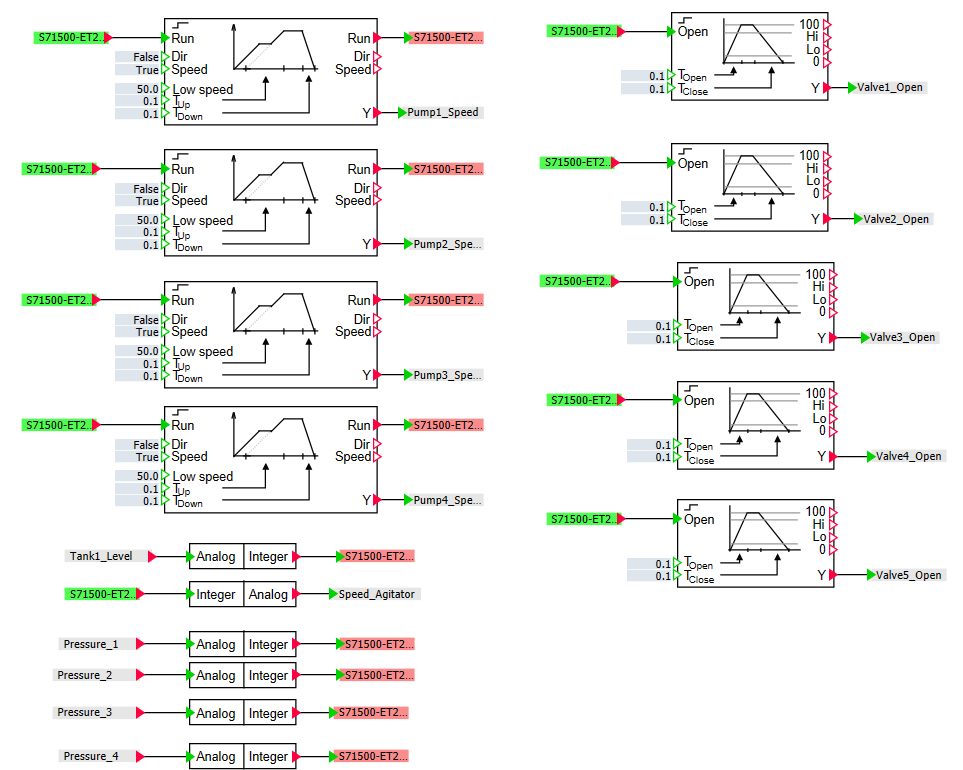 S71500-ET2.. Run Run S71500-ET2...
False Dir Dir
True Speed Speed
50.0 Low speed
0.1 TUp
0.1 TDown Y Pump1_Speed
S71500-ET2.. Run Run S71500-ET2...
False Dir Dir
True Speed Speed
50.0 Low speed
0.1 TUp
0.1 TDown Y Pump2_Spe...
S71500-ET2.. Run Run S71500-ET2...
False Dir Dir
True Speed Speed
50.0 Low speed
0.1 TUp
0.1 TDown Y Pump3_Spe...
S71500-ET2.. Run Run S71500-ET2...
False Dir Dir
True Speed Speed
50.0 Low speed
0.1 TUp
0.1 TDown Y Pump4_Spe...
Tank1_Level Analog Integer S71500-ET2...
S71500-ET2.. Integer Analog Speed_Agitator
Pressure_1 Analog Integer S71500-ET2...
Pressure_2 Analog Integer S71500-ET2...
Pressure_3 Analog Integer S71500-ET2...
Pressure_4 Analog Integer S71500-ET2...
S71500-ET2.. Open 100
Hi
Lo
0
0.1 TOpen
0.1 TClose Y Valve1_Open
S71500-ET2.. Open 100
Hi
Lo
0
0.1 TOpen
0.1 TClose Y Valve2_Open
S71500-ET2.. Open 100
Hi
Lo
0
0.1 TOpen
0.1 TClose Y Valve3_Open
S71500-ET2.. Open 100
Hi
Lo
0
0.1 TOpen
0.1 TClose Y Valve4_Open
S71500-ET2.. Open 100
Hi
Lo
0
0.1 TOpen
0.1 TClose Y Valve5_Open